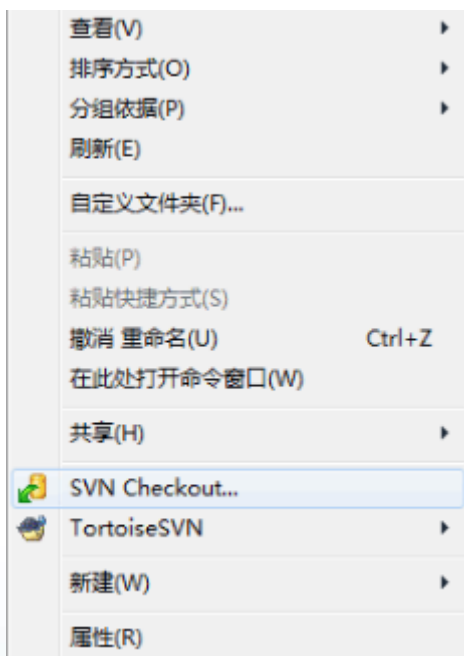 查看(V)
排序方式(O)
分组依据(P)
刷新(E)
自定义文件夹(F)...
粘贴(P)
粘贴快捷方式(S)
撤消 重命名(U) Ctrl+Z
在此处打开命令窗口(W)
共享(H)
SVN Checkout...
TortoiseSVN
新建(W)
属性(R)